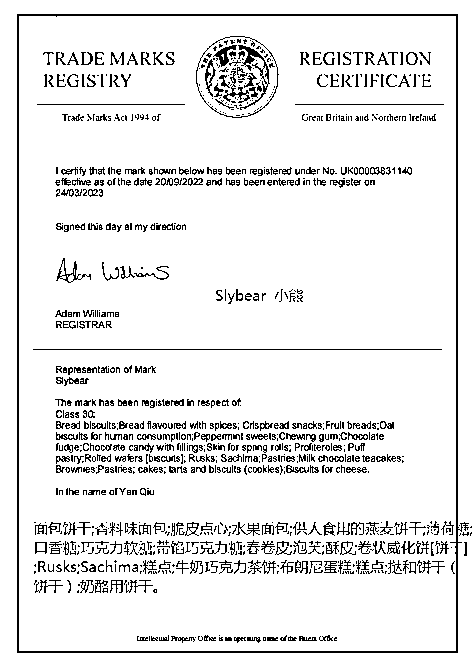 TRADE MARKS
REGISTRY
THE PATENT OFFICE
REGISTRATION
CERTIFICATE
Trade Marks Act 1994 of
Great Britain and Northern Ireland
I certify that the mark shown below has been registered under No. UK00003831140
effective as of the date 20/09/2022 and has been entered in the register on
24/03/2023
Signed this day at my direction
Adam Williams
Slybear 小熊
Adam Williams
REGISTRAR
Representation of Mark
Slybear
The mark has been registered in respect of:
Class 30:
Bread biscuits;Bread flavoured with spices; Crispbread snacks;Fruit breads;Oat
biscuits for human consumption;Peppermint sweets;Chewing gum;Chocolate
fudge;Chocolate candy with fillings;Skin for spring rolls; Profiteroles; Puff
pastry;Rolled wafers [biscuits]; Rusks; Sachima;Pastries;Milk chocolate teacakes;
Brownies;Pastries; cakes; tarts and biscuits (cookies);Biscuits for cheese.
In the name of Yan Qiu
面包饼干;香料味面包;脆皮点心;水果面包;供人食用的燕麦饼干;薄荷糖;
口香糖;巧克力软糖;带馅巧克力糖;春卷皮;泡芙;酥皮;卷状威化饼[饼干]
;Rusks;Sachima;糕点;牛奶巧克力茶饼;布朗尼蛋糕;糕点;挞和饼干（
饼干）;奶酪用饼干。
Intellectual Property Office is an operating name of the Patent Office